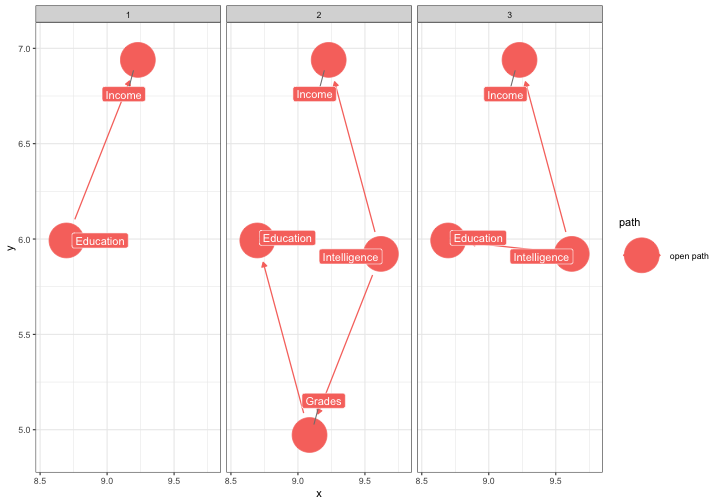 1
2
3
7.0
6.5
6.0
5.5
5.0
y
Income
Education
Income
Education
Intelligence
Grades
Income
Education
Intelligence
8.5
9.0
9.5
8.5
9.0
9.5
8.5
9.0
9.5
x
path
open path